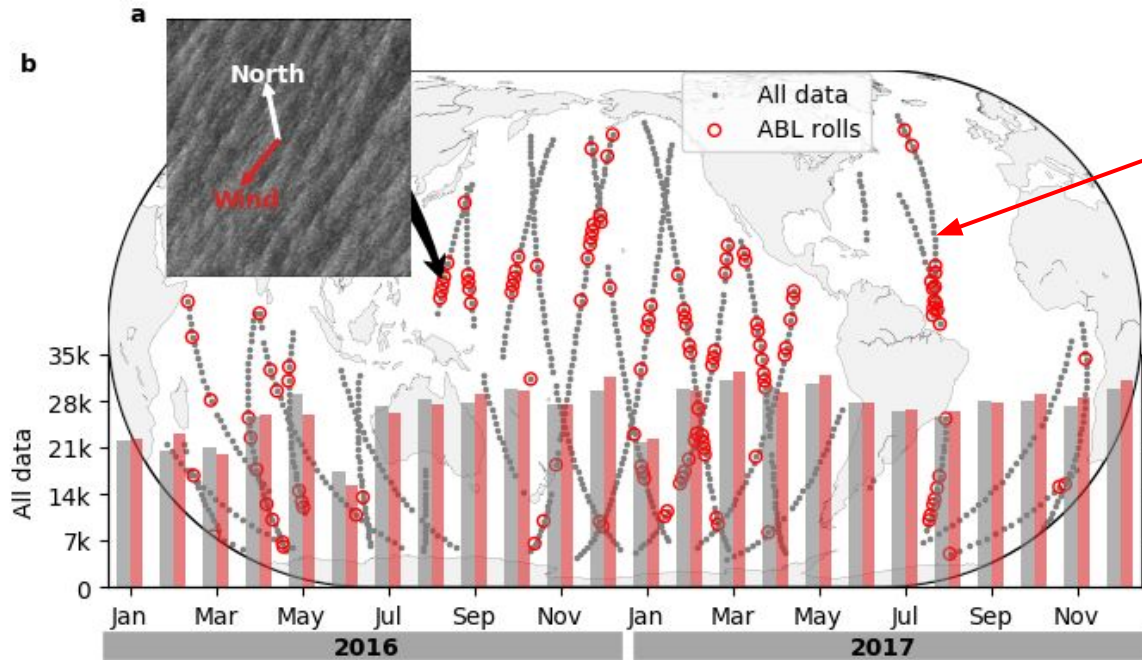 a
b
North
Wind
All data
ABL rolls
35k
28k
21k
14k
7k
0
All data
Jan Mar May Jul Sep Nov Jan Mar May Jul Sep Nov
2016 2017